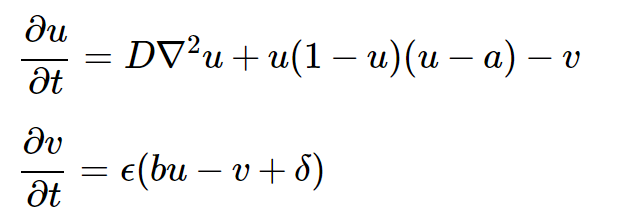 ∂u/∂t = D∇²u + u(1 − u)(u − a) − v
∂v/∂t = ϵ(bu − v + δ)